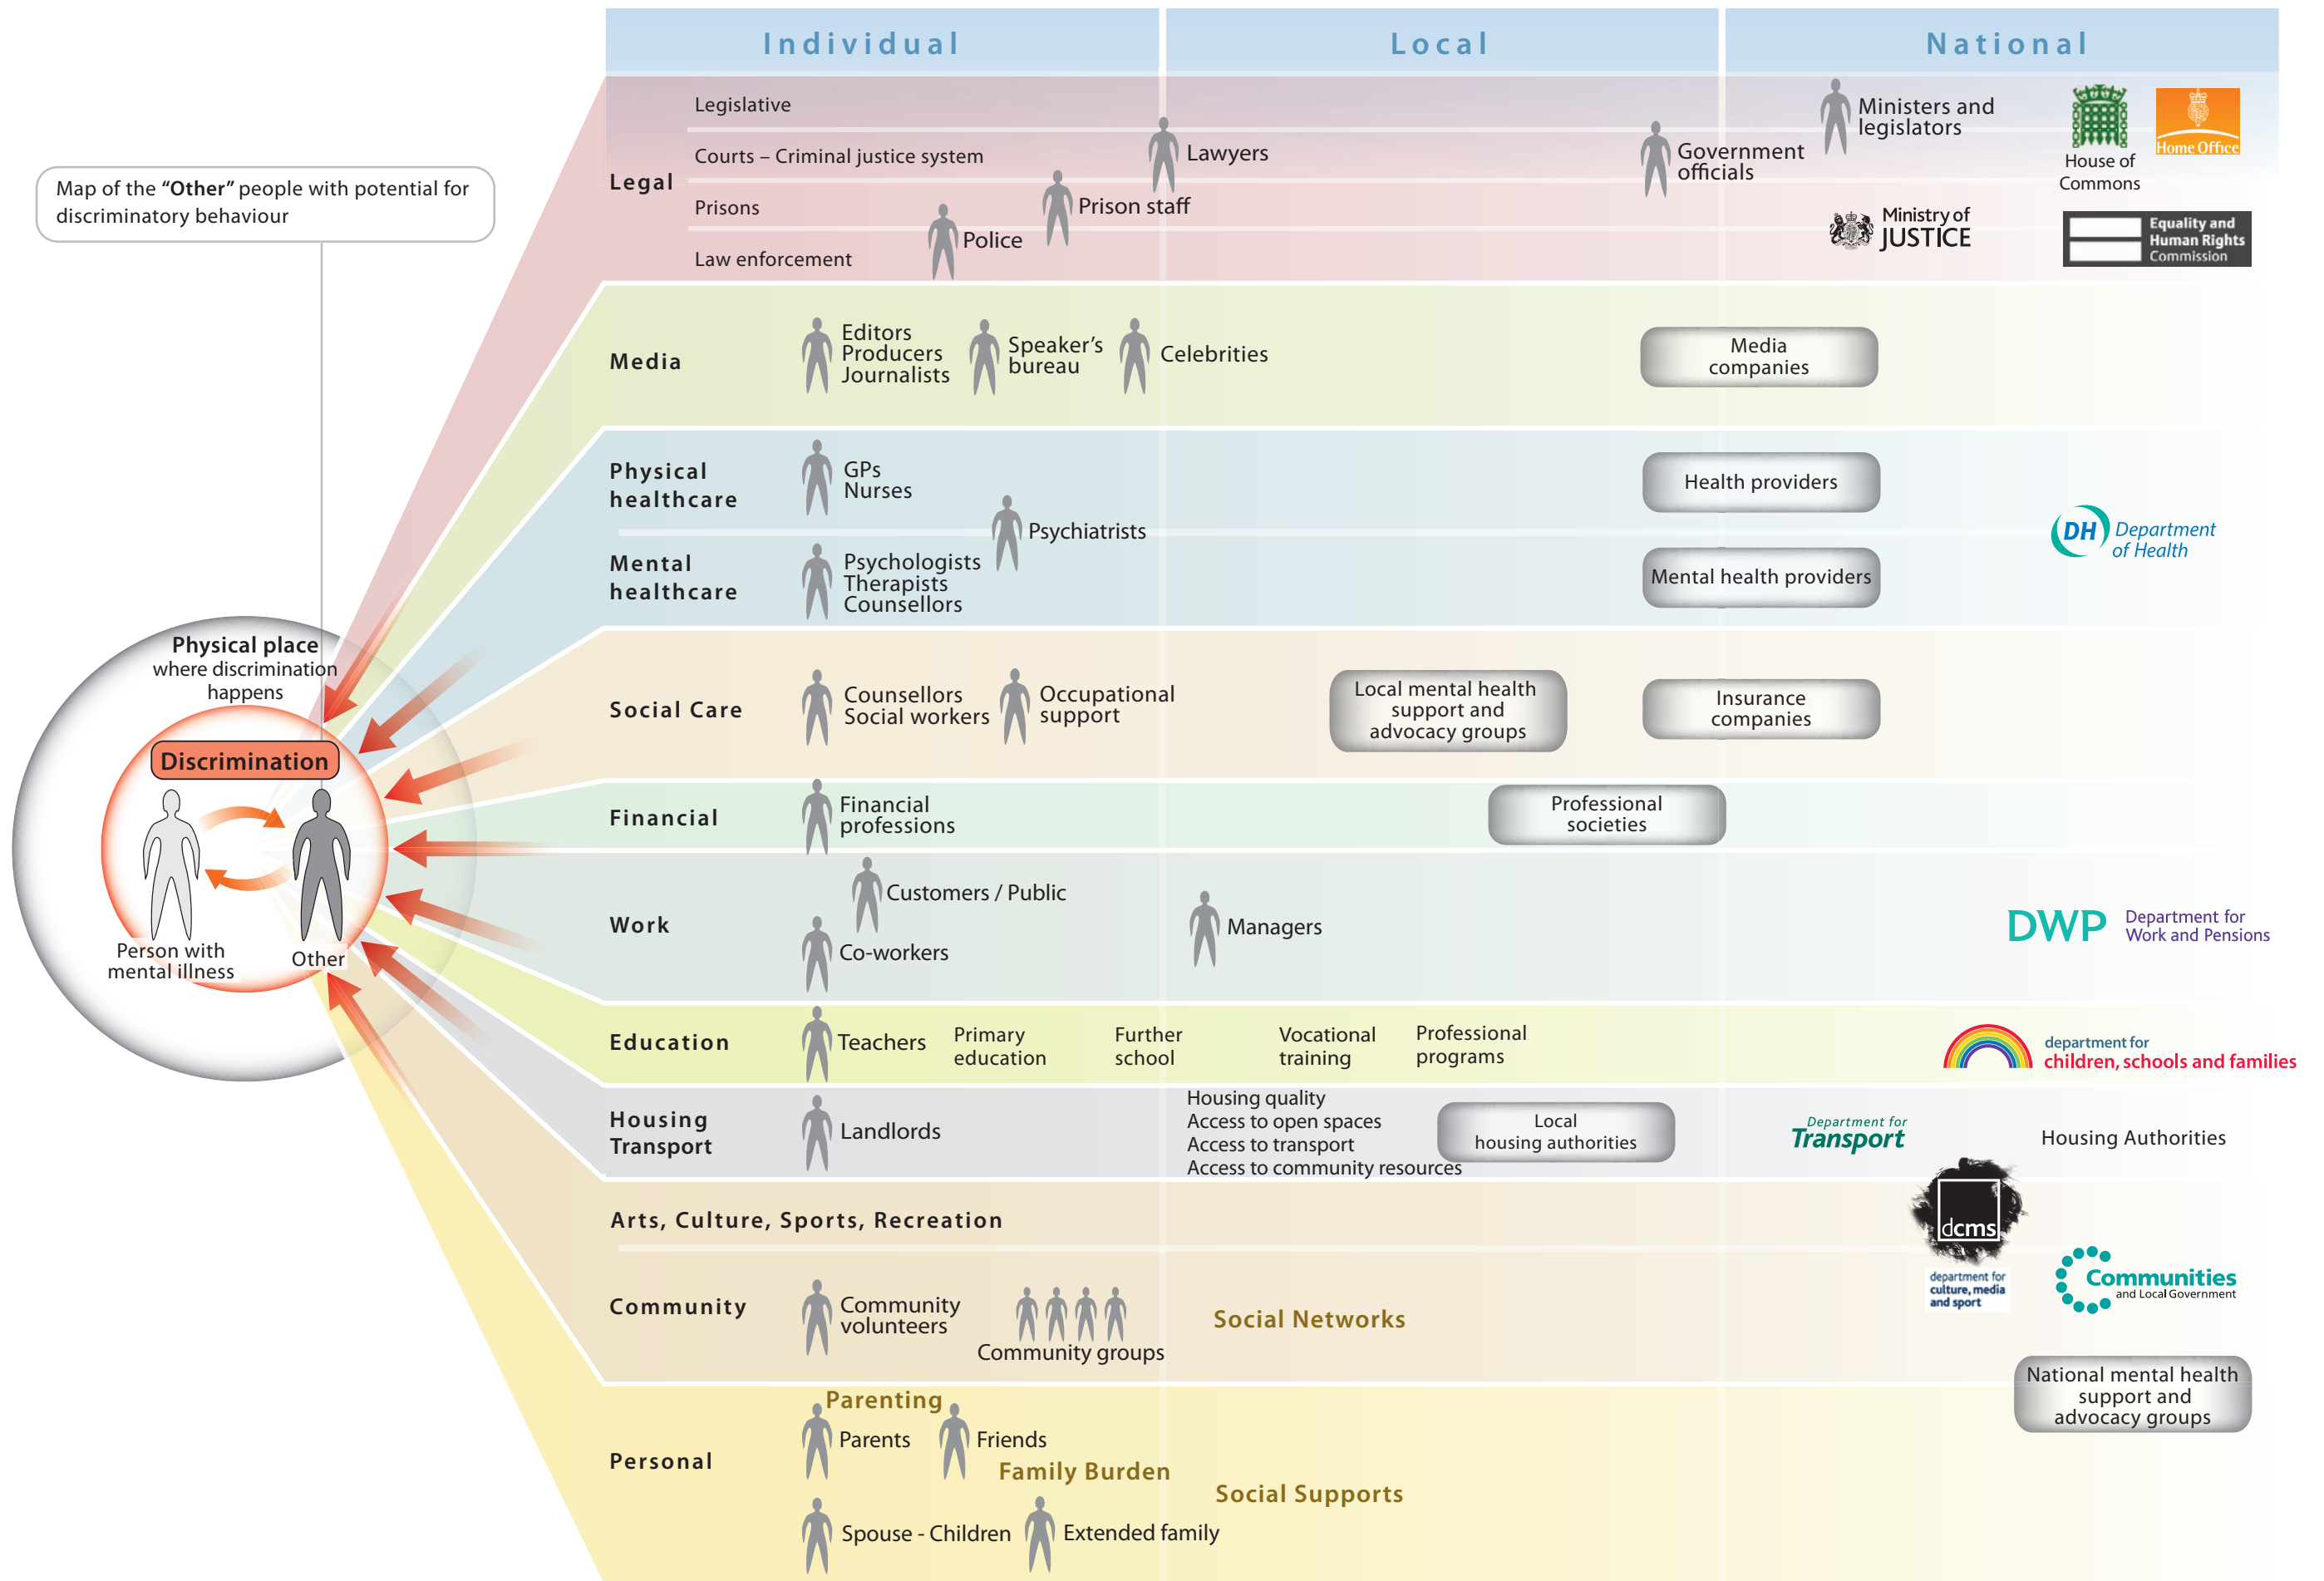 Individual
Local
National
Map of the “Other” people with potential for
discriminatory behaviour
Legal
Legislative
Courts – Criminal justice system
Prisons
Law enforcement
Police
Prison staff
Lawyers
Government
officials
Ministers and
legislators
House of
Commons
Home Office
Ministry of
JUSTICE
Equality and
Human Rights
Commission
Media
Editors
Producers
Journalists
Speaker’s
bureau
Celebrities
Media
companies
Physical
healthcare
GPs
Nurses
Psychiatrists
Health providers
Mental
healthcare
Psychologists
Therapists
Counsellors
Mental health providers
DH Department
of Health
Physical place
where discrimination
happens
Discrimination
Person with
mental illness
Other
Social Care
Counsellors
Social workers
Occupational
support
Local mental health
support and
advocacy groups
Insurance
companies
Financial
Financial
professions
Professional
societies
Work
Customers / Public
Co-workers
Managers
DWP
Department for
Work and Pensions
Education
Teachers
Primary
education
Further
school
Vocational
training
Professional
programs
department for
children, schools and families
Housing
Transport
Landlords
Housing quality
Access to open spaces
Access to transport
Access to community resources
Local
housing authorities
Department for
Transport
Housing Authorities
Arts, Culture, Sports, Recreation
dcms
department for
culture, media
and sport
Communities
and Local Government
Community
Community
volunteers
Community groups
Social Networks
National mental health
support and
advocacy groups
Personal
Parenting
Parents
Friends
Family Burden
Social Supports
Spouse - Children
Extended family